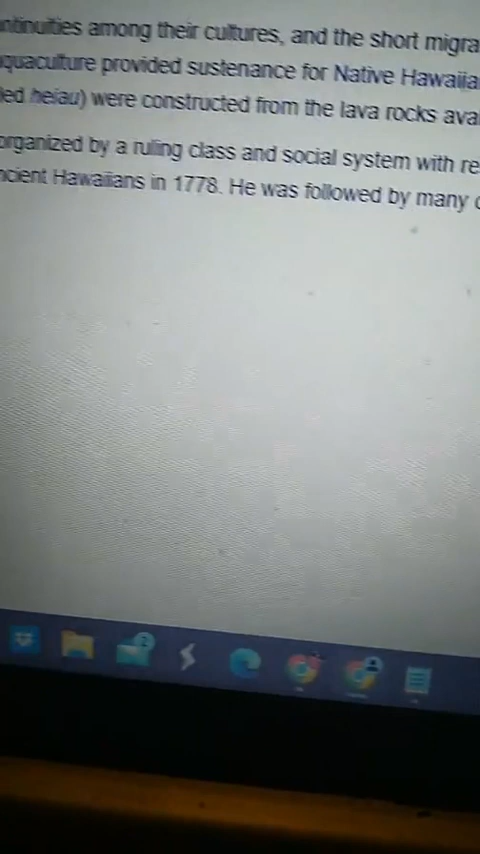 ntinuities among their cultures, and the short migra
quaculture provided sustenance for Native Hawaiia
led heiau) were constructed from the lava rocks ava
organized by a ruling class and social system with re
ncient Hawaiians in 1778. He was followed by many c
2